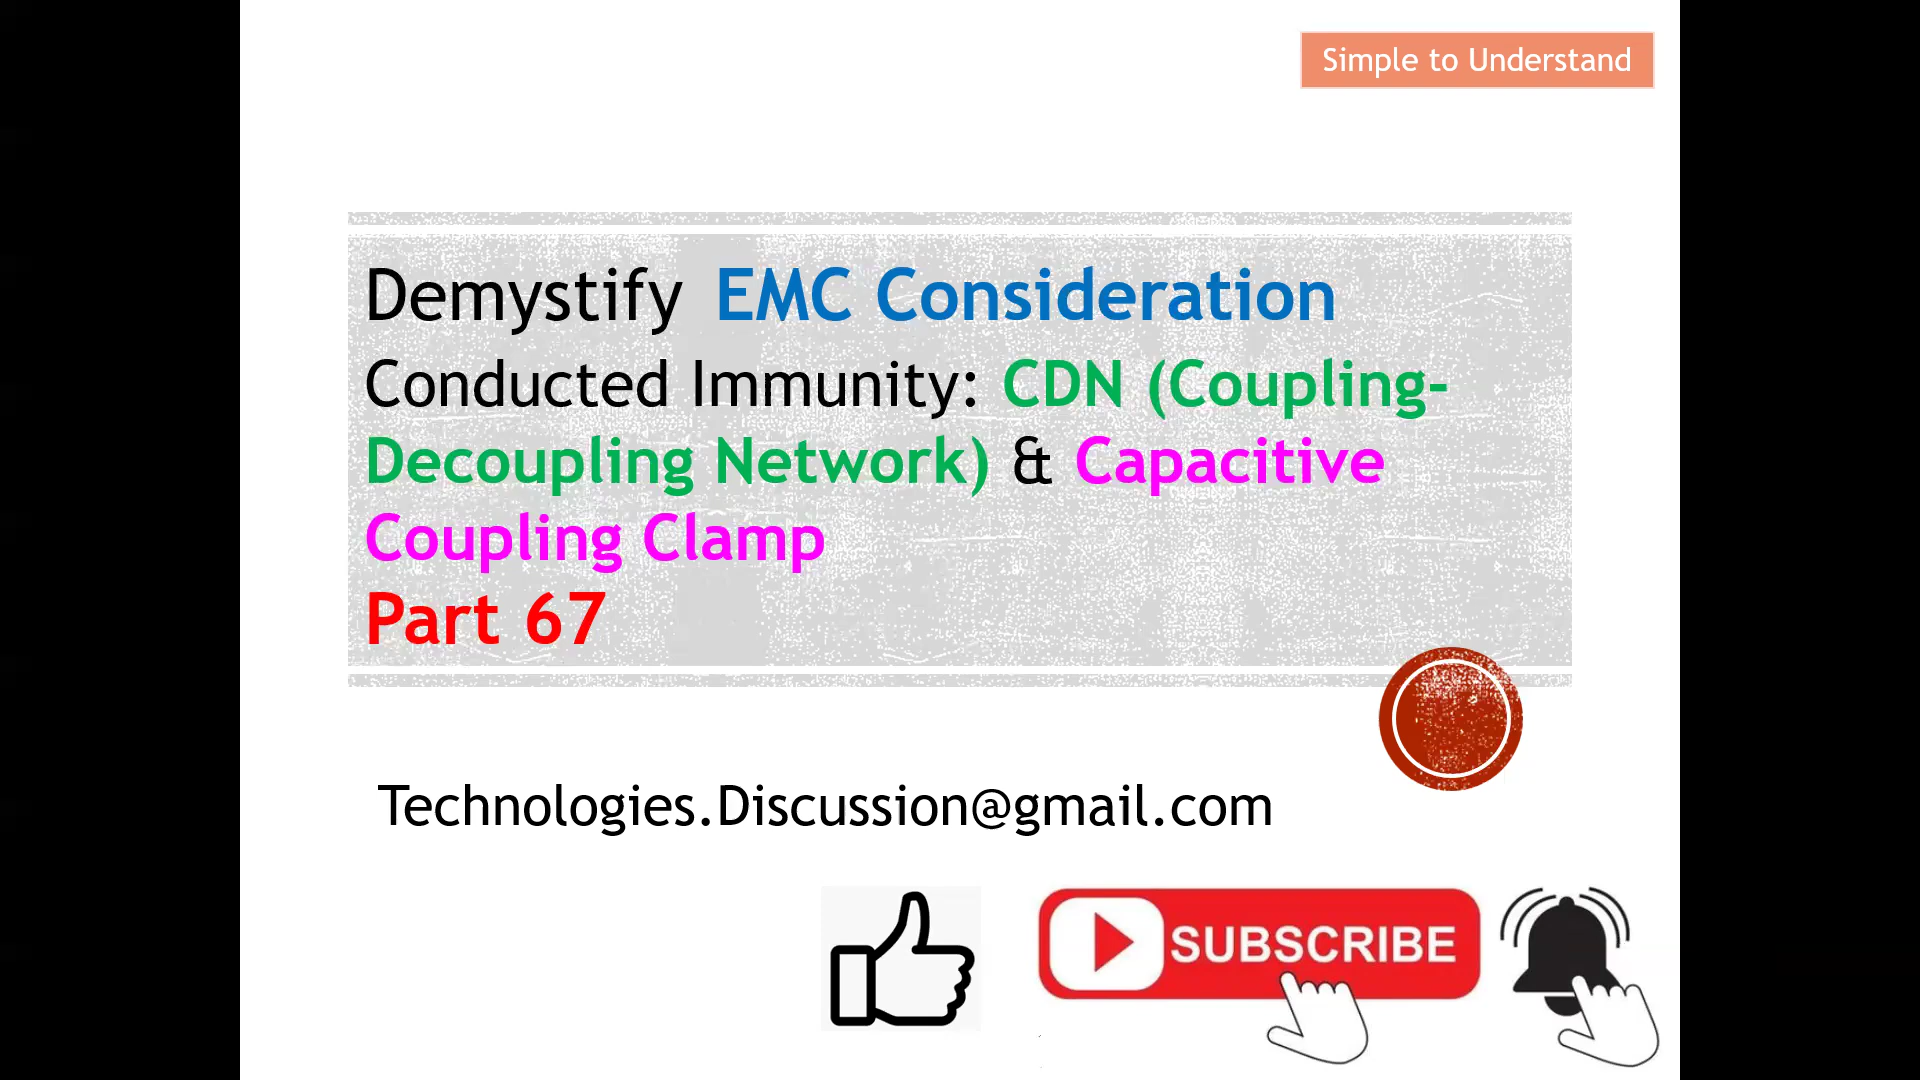 Simple to Understand
Demystify EMC Consideration
Conducted Immunity: CDN (Coupling-
Decoupling Network) & Capacitive
Coupling Clamp
Part 67
Technologies.Discussion@gmail.com
SUBSCRIBE